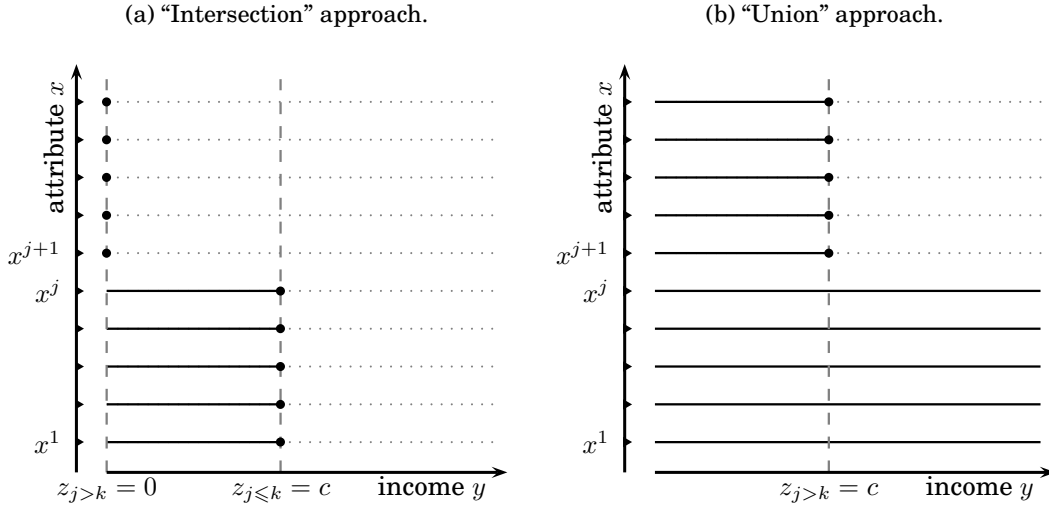 (a) “Intersection” approach.
attribute x
x^{j+1}
x^j
x^1
z_{j>k} = 0
z_{j⩽k} = c
income y
(b) “Union” approach.
attribute x
x^{j+1}
x^j
x^1
z_{j>k} = c
income y